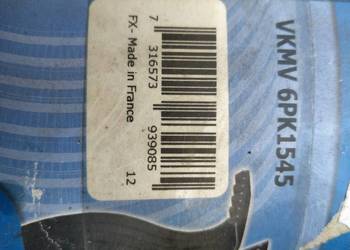 VKMV 6PK1545
7 316573 939085
FX- Made in France 12